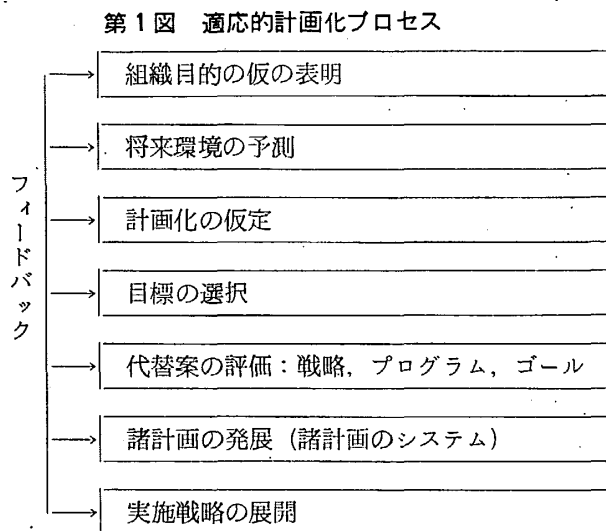 第1図 適応的計画化プロセス
組織目的の仮の表明
将来環境の予測
計画化の仮定
目標の選択
代替案の評価：戦略，プログラム，ゴール
諸計画の発展（諸計画のシステム）
実施戦略の展開
フィードバック